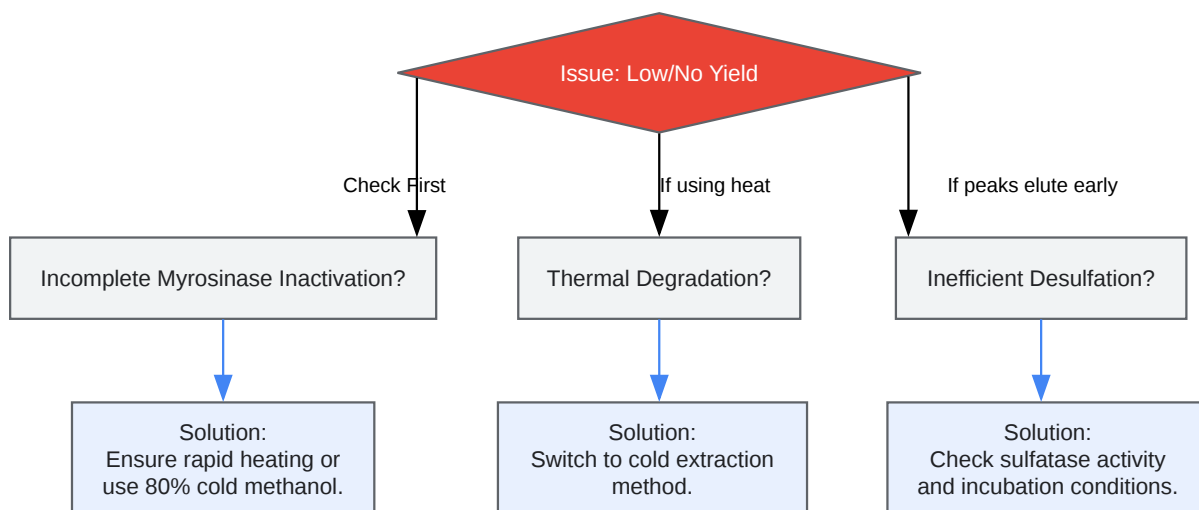 Issue: Low/No Yield
Check First
If using heat
If peaks elute early
Incomplete Myrosinase Inactivation?
Thermal Degradation?
Inefficient Desulfation?
Solution:
Ensure rapid heating or
use 80% cold methanol.
Solution:
Switch to cold extraction
method.
Solution:
Check sulfatase activity
and incubation conditions.